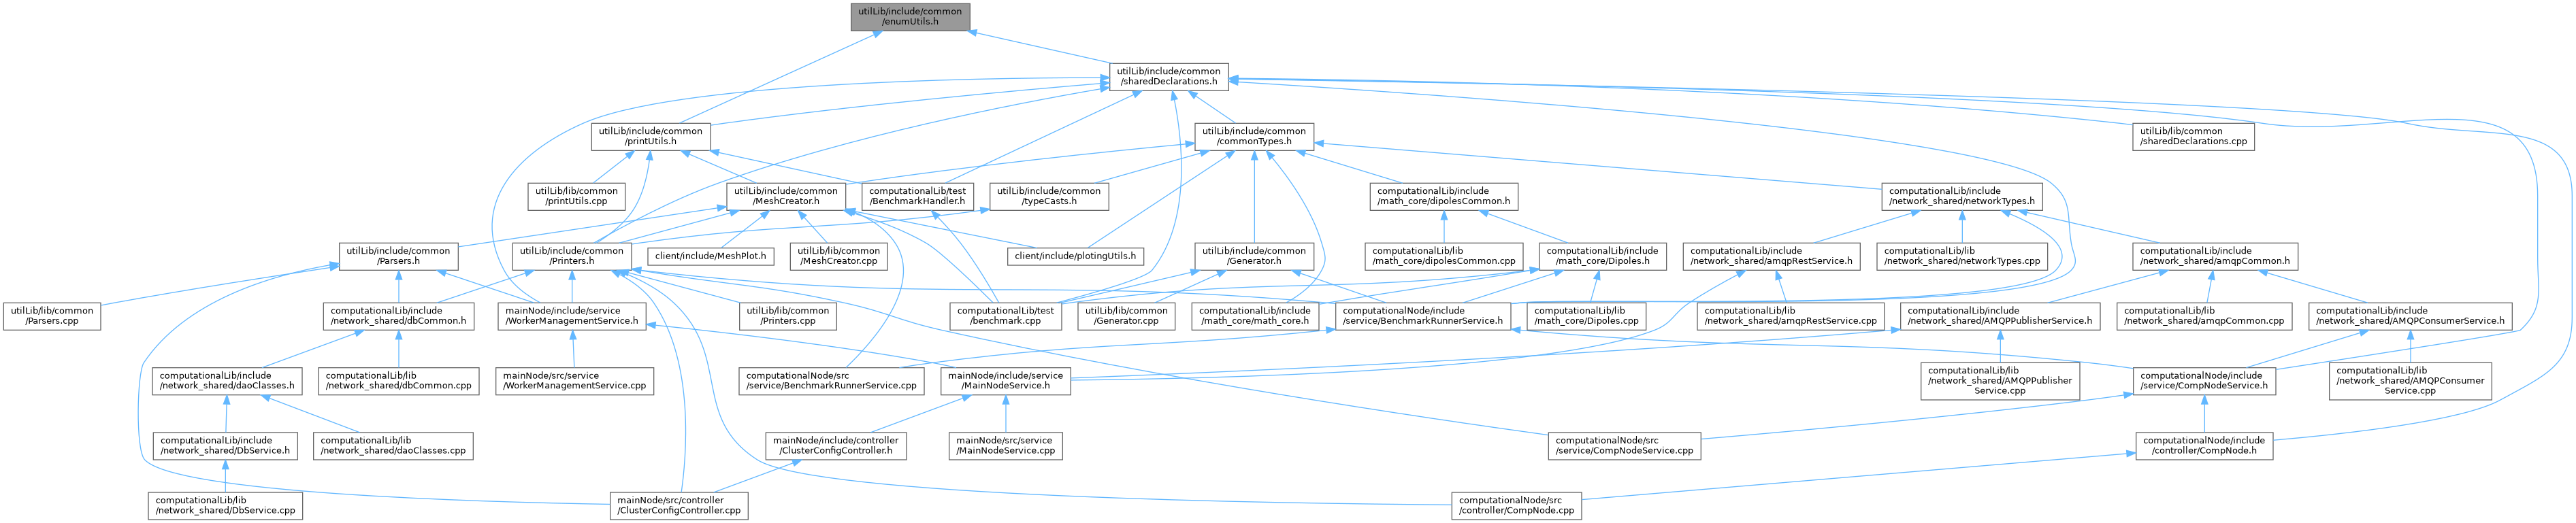 utilLib/include/common
/enumUtils.h
utilLib/include/common
/sharedDeclarations.h
utilLib/include/common
/printUtils.h
utilLib/include/common
/commonTypes.h
utilLib/lib/common
/sharedDeclarations.cpp
utilLib/lib/common
/printUtils.cpp
utilLib/include/common
/MeshCreator.h
computationalLib/test
/BenchmarkHandler.h
utilLib/include/common
/typeCasts.h
computationalLib/include
/math_core/dipolesCommon.h
computationalLib/include
/network_shared/networkTypes.h
utilLib/include/common
/Parsers.h
utilLib/include/common
/Printers.h
client/include/MeshPlot.h
utilLib/lib/common
/MeshCreator.cpp
client/include/plotingUtils.h
utilLib/include/common
/Generator.h
computationalLib/lib
/math_core/dipolesCommon.cpp
computationalLib/include
/math_core/Dipoles.h
computationalLib/include
/network_shared/amqpRestService.h
computationalLib/lib
/network_shared/networkTypes.cpp
computationalLib/include
/network_shared/amqpCommon.h
utilLib/lib/common
/Parsers.cpp
computationalLib/include
/network_shared/dbCommon.h
mainNode/include/service
/WorkerManagementService.h
utilLib/lib/common
/Printers.cpp
computationalLib/test
/benchmark.cpp
utilLib/lib/common
/Generator.cpp
computationalLib/include
/math_core/math_core.h
computationalNode/include
/service/BenchmarkRunnerService.h
computationalLib/lib
/math_core/Dipoles.cpp
computationalLib/lib
/network_shared/amqpRestService.cpp
computationalLib/include
/network_shared/AMQPPublisherService.h
computationalLib/lib
/network_shared/amqpCommon.cpp
computationalLib/include
/network_shared/AMQPConsumerService.h
computationalLib/include
/network_shared/daoClasses.h
computationalLib/lib
/network_shared/dbCommon.cpp
mainNode/src/service
/WorkerManagementService.cpp
computationalNode/src
/service/BenchmarkRunnerService.cpp
mainNode/include/service
/MainNodeService.h
computationalLib/lib
/network_shared/AMQPPublisher
Service.cpp
computationalNode/include
/service/CompNodeService.h
computationalLib/lib
/network_shared/AMQPConsumer
Service.cpp
computationalLib/include
/network_shared/DbService.h
computationalLib/lib
/network_shared/daoClasses.cpp
mainNode/include/controller
/ClusterConfigController.h
mainNode/src/service
/MainNodeService.cpp
computationalNode/src
/service/CompNodeService.cpp
computationalNode/include
/controller/CompNode.h
computationalLib/lib
/network_shared/DbService.cpp
mainNode/src/controller
/ClusterConfigController.cpp
computationalNode/src
/controller/CompNode.cpp